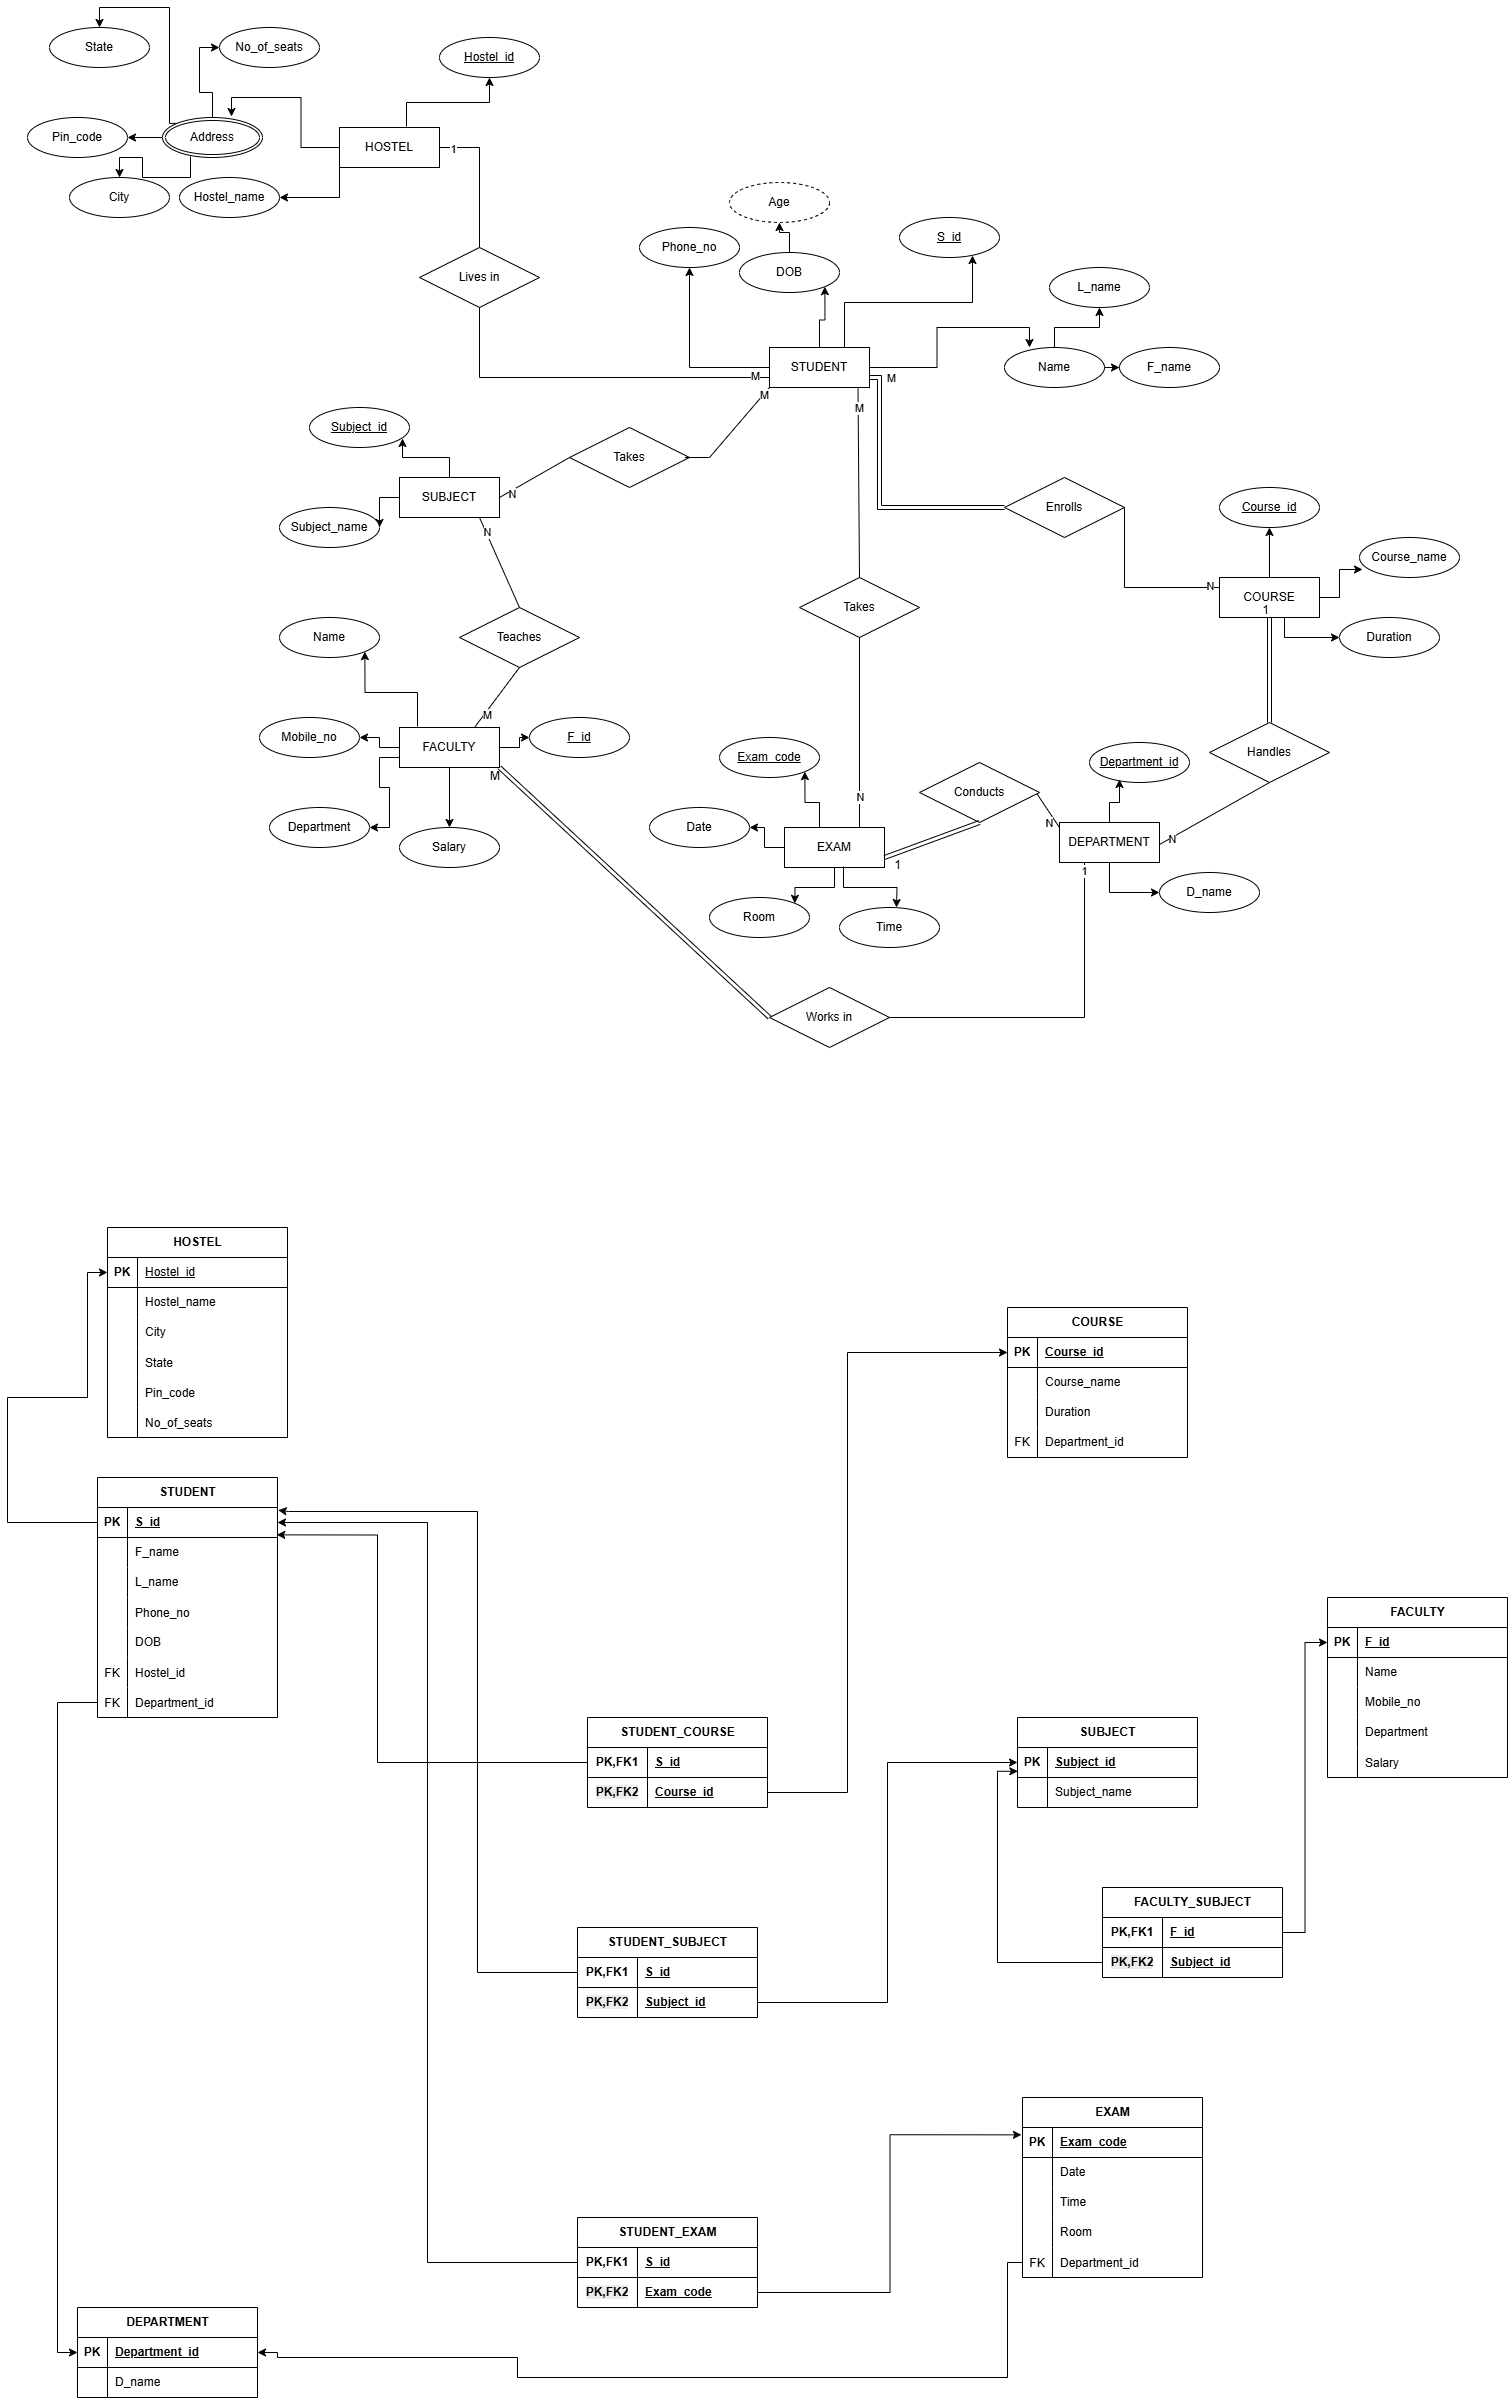 State
No_of_seats
Hostel_id
Pin_code
Address
HOSTEL
1
City
Hostel_name
Age
Phone_no
DOB
S_id
Lives in
L_name
STUDENT
Name
F_name
M
M
M
M
Subject_id
Takes
SUBJECT
N
Enrolls
Course_id
Subject_name
N
Course_name
N
COURSE
1
Takes
Name
Teaches
Duration
M
Mobile_no
FACULTY
F_id
M
Exam_code
Conducts
Department_id
Handles
N
Department
Salary
Date
EXAM
1
N
DEPARTMENT
N
1
Room
Time
D_name
Works in
HOSTEL
PK Hostel_id
Hostel_name
City
State
Pin_code
No_of_seats
COURSE
PK Course_id
Course_name
Duration
FK Department_id
STUDENT
PK S_id
F_name
L_name
Phone_no
DOB
FK Hostel_id
FK Department_id
FACULTY
PK F_id
Name
Mobile_no
Department
Salary
STUDENT_COURSE
PK,FK1 S_id
PK,FK2 Course_id
SUBJECT
PK Subject_id
Subject_name
FACULTY_SUBJECT
PK,FK1 F_id
PK,FK2 Subject_id
STUDENT_SUBJECT
PK,FK1 S_id
PK,FK2 Subject_id
EXAM
PK Exam_code
Date
Time
Room
FK Department_id
STUDENT_EXAM
PK,FK1 S_id
PK,FK2 Exam_code
DEPARTMENT
PK Department_id
D_name